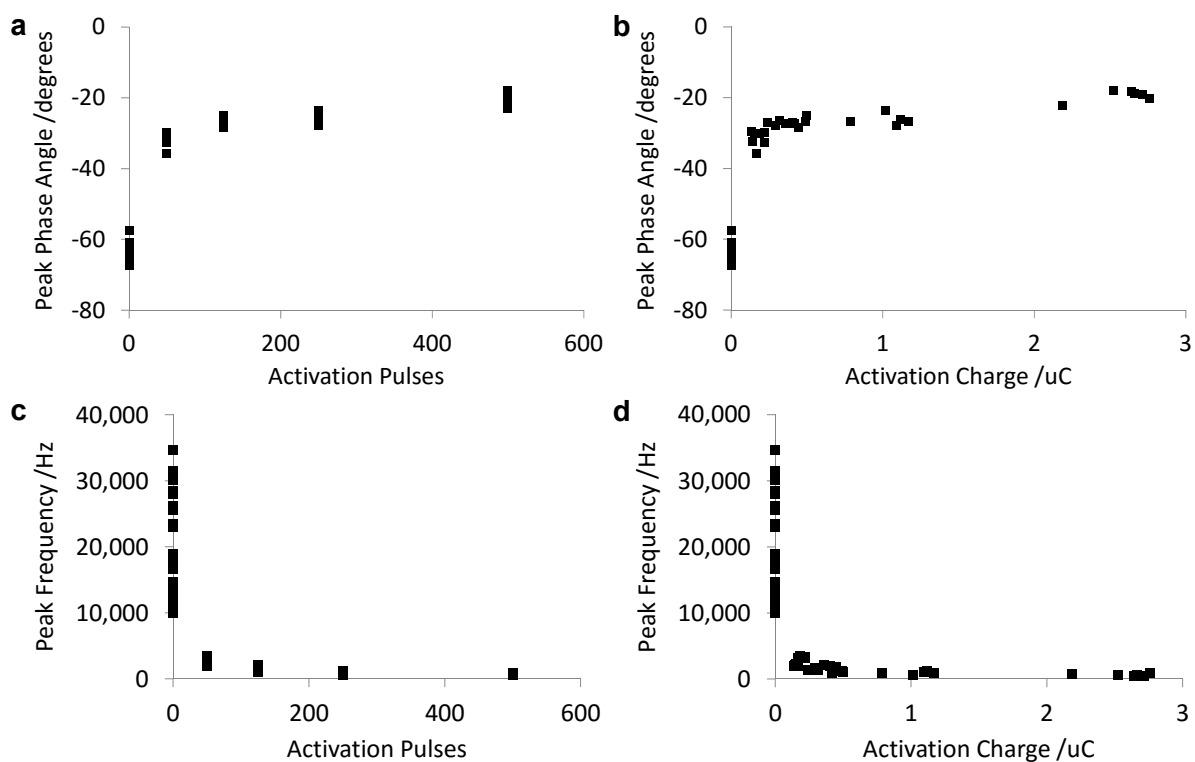 a
Peak Phase Angle /degrees
0
-20
-40
-60
-80
0 200 400 600
Activation Pulses
b
Peak Phase Angle /degrees
0
-20
-40
-60
-80
0 1 2 3
Activation Charge /uC
c
Peak Frequency /Hz
40,000
30,000
20,000
10,000
0
0 200 400 600
Activation Pulses
d
Peak Frequency /Hz
40,000
30,000
20,000
10,000
0
0 1 2 3
Activation Charge /uC